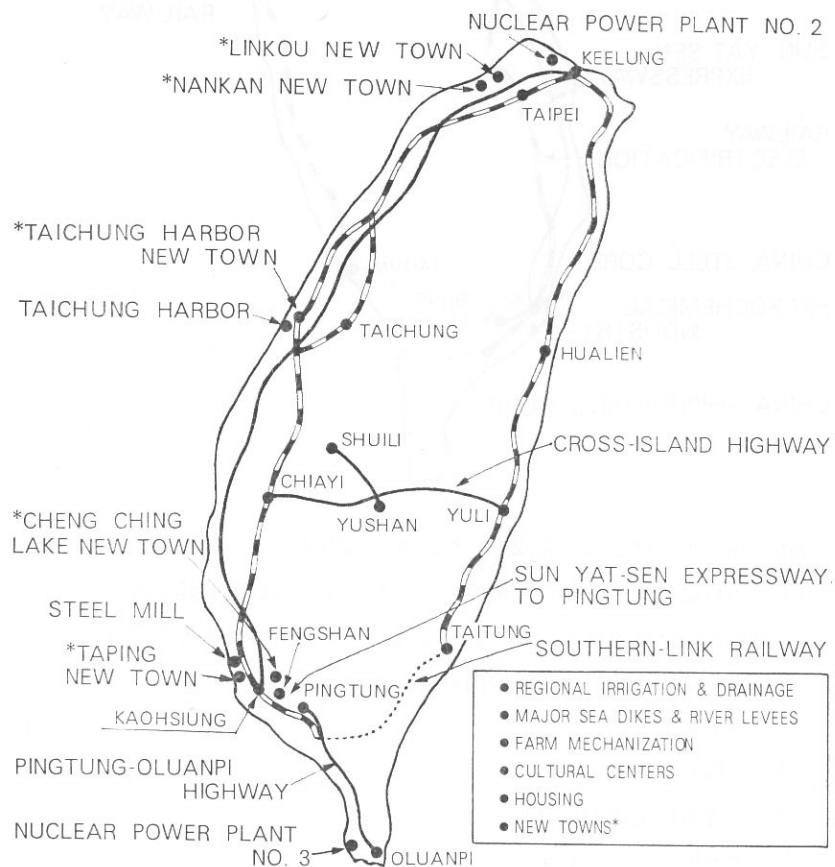 NUCLEAR POWER PLANT NO. 2
*LINKOU NEW TOWN
KEELUNG
*NANKAN NEW TOWN
TAIPEI
*TAICHUNG HARBOR
NEW TOWN
TAICHUNG HARBOR
TAICHUNG
HUALIEN
SHUILI
CROSS-ISLAND HIGHWAY
CHIAYI
YUSHAN
YULI
*CHENG CHING
LAKE NEW TOWN
SUN YAT-SEN EXPRESSWAY
TO PINGTUNG
STEEL MILL
FENGSHAN
TAITUNG
*TAPING
NEW TOWN
SOUTHERN-LINK RAILWAY
PINGTUNG
KAOHSIUNG
PINGTUNG-OLUANPI
HIGHWAY
NUCLEAR POWER PLANT
NO. 3
OLUANPI
• REGIONAL IRRIGATION & DRAINAGE
• MAJOR SEA DIKES & RIVER LEVEES
• FARM MECHANIZATION
• CULTURAL CENTERS
• HOUSING
• NEW TOWNS*